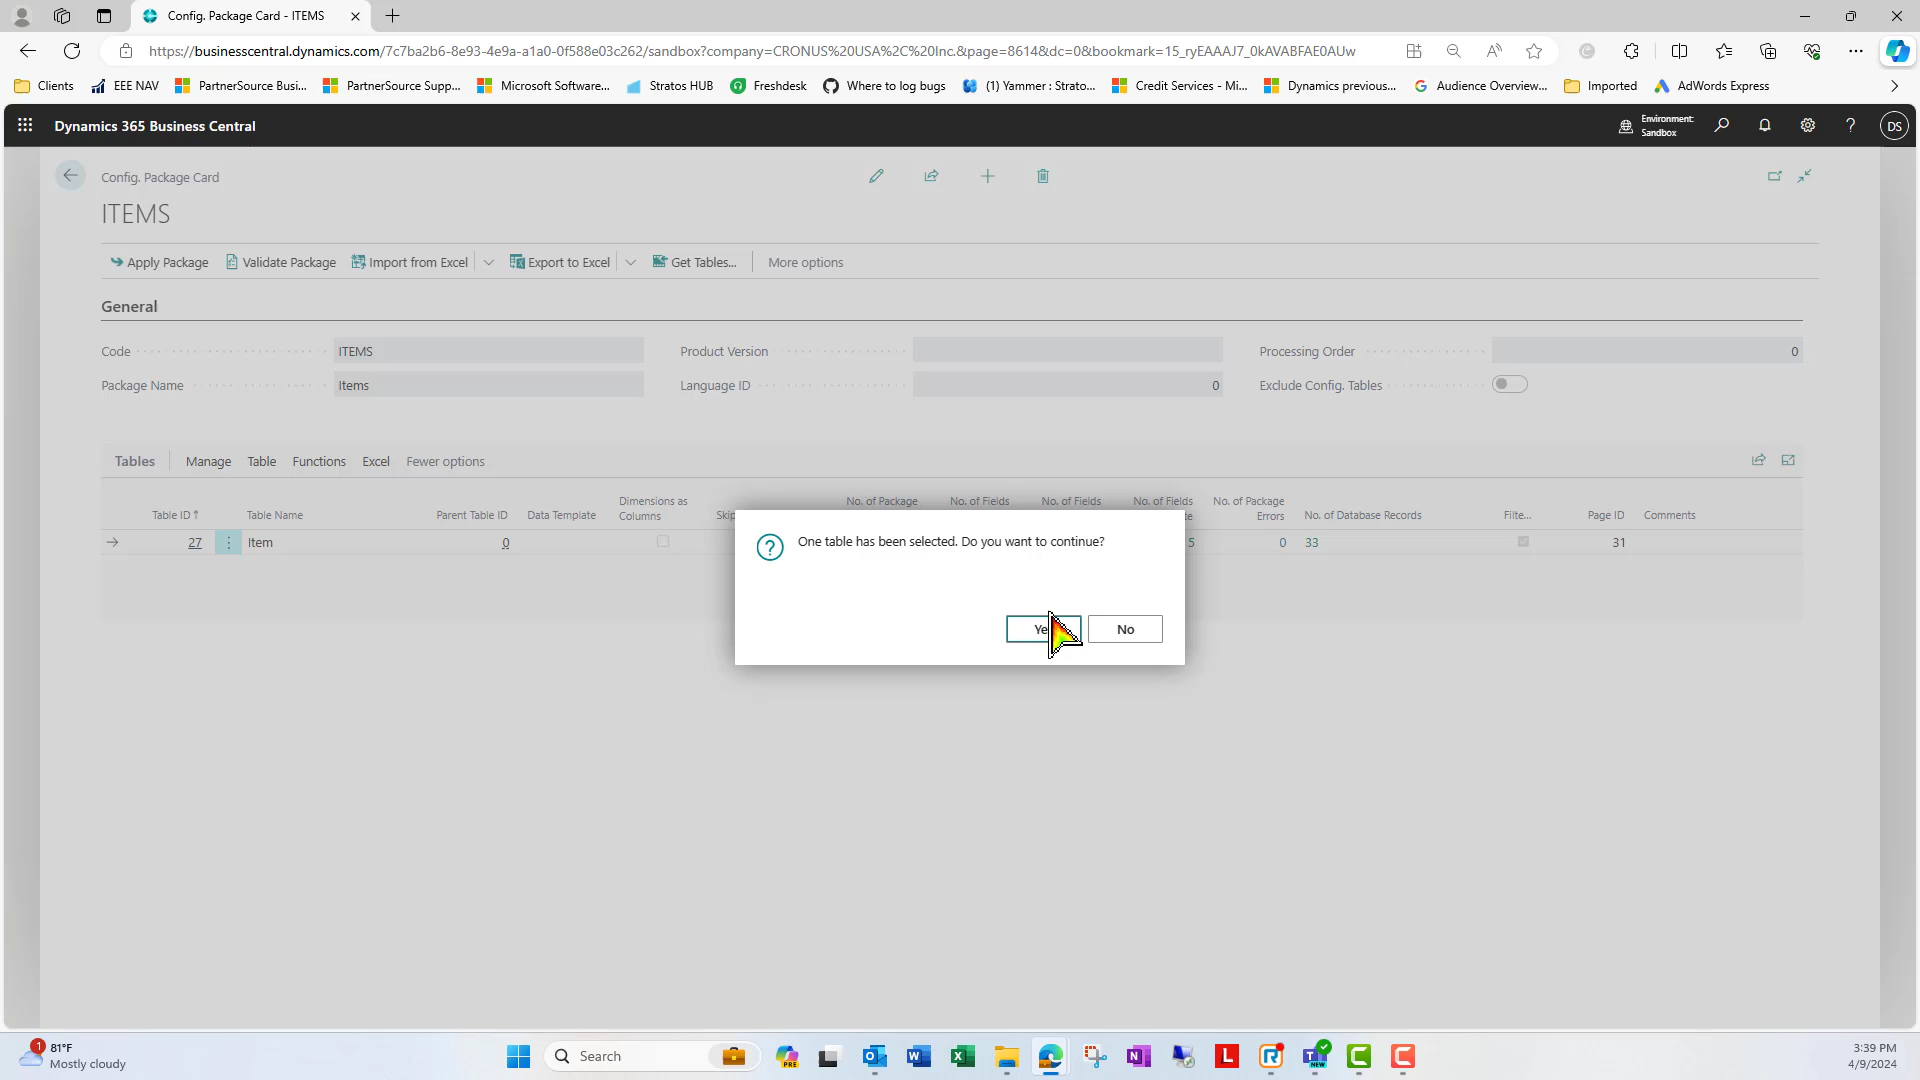 Config. Package Card - ITEMS
https://businesscentral.dynamics.com/7c7ba2b6-8e93-4e9a-a1a0-0f588e03c262/sandbox?company=CRONUS%20USA%2C%20Inc.&page=8614&dc=0&bookmark=15_ryEAAAJ7_0kAVABFAE0AUw
Clients EEE NAV PartnerSource Busi... PartnerSource Supp... Microsoft Software... Stratos HUB Freshdesk Where to log bugs (1) Yammer : Strato... Credit Services - Mi... Dynamics previous... Audience Overview... Imported AdWords Express
Dynamics 365 Business Central
Environment:
Sandbox
DS
Config. Package Card
ITEMS
Apply Package Validate Package Import from Excel Export to Excel Get Tables... More options
General
Code ITEMS Product Version Processing Order 0
Package Name Items Language ID 0 Exclude Config. Tables
Tables Manage Table Functions Excel Fewer options
Dimensions as No. of Package No. of Fields No. of Fields No. of Fields No. of Package
Table ID Table Name Parent Table ID Data Template Columns Errors No. of Database Records Filte... Page ID Comments
27 Item 0 5 0 33 31
One table has been selected. Do you want to continue?
No
1
81°F
Mostly cloudy
Search
PRE
NEW
3:39 PM
4/9/2024